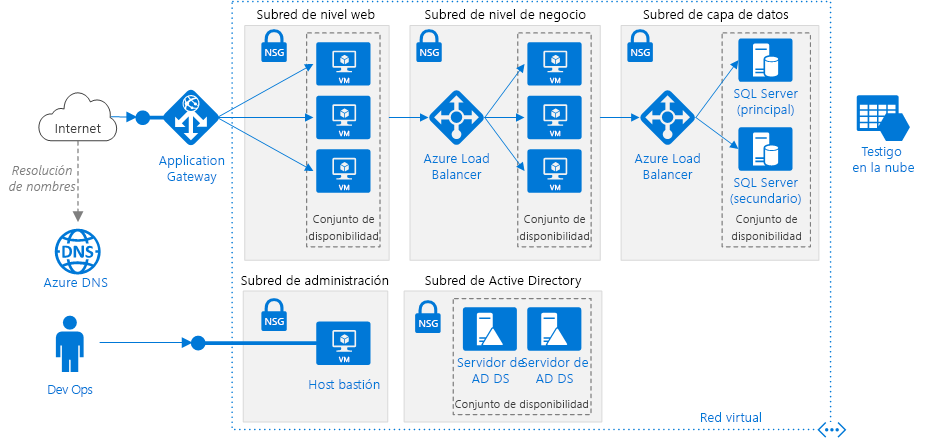 Subred de nivel web
Subred de nivel de negocio
Subred de capa de datos
NSG
NSG
NSG
VM
VM
VM
VM
VM
VM
SQL Server
(principal)
SQL Server
(secundario)
Internet
Application
Gateway
Azure Load
Balancer
Azure Load
Balancer
Testigo
en la nube
Resolución
de nombres
Conjunto de
disponibilidad
Conjunto de
disponibilidad
Conjunto de
disponibilidad
DNS
Azure DNS
Subred de administración
Subred de Active Directory
NSG
NSG
VM
Host bastión
Servidor de
AD DS
Servidor de
AD DS
Conjunto de disponibilidad
Dev Ops
Red virtual